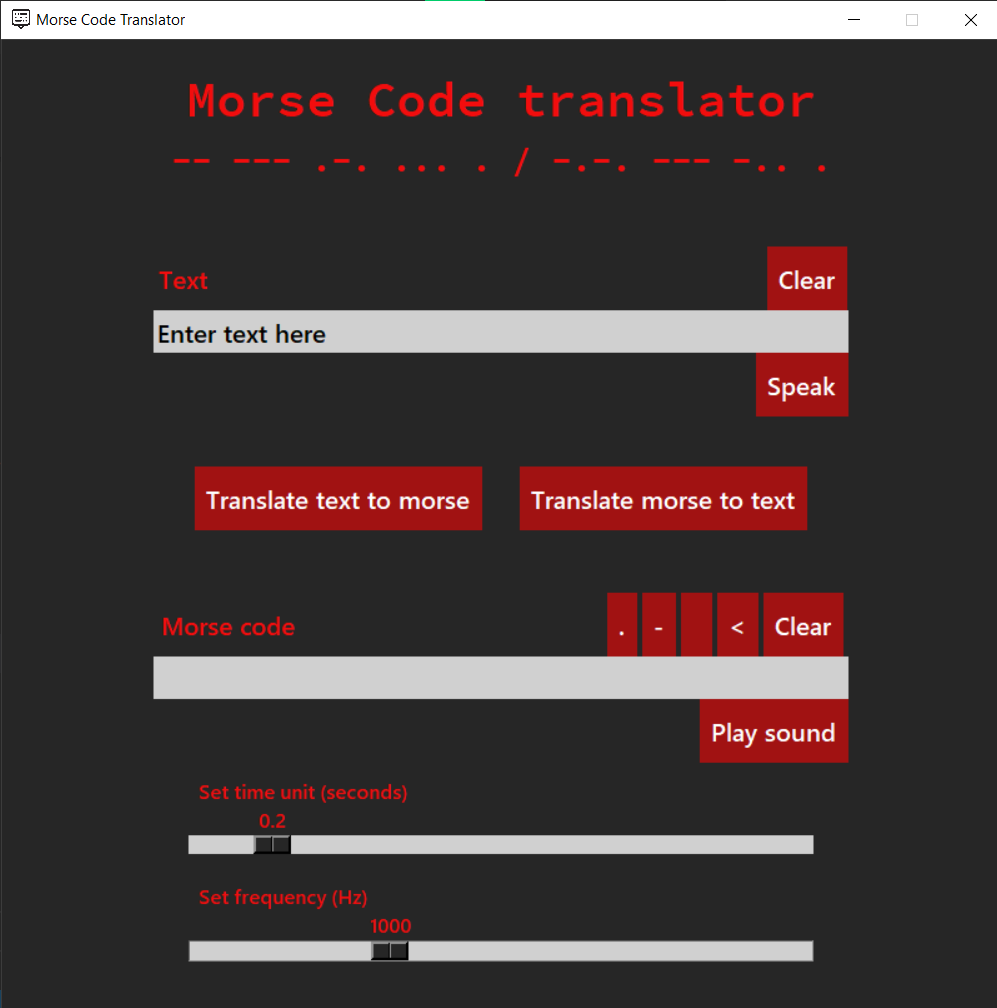 Morse Code Translator
Morse Code translator
-- --- .-. ... . / -.-. --- -.. .
Text
Clear
Enter text here
Speak
Translate text to morse
Translate morse to text
Morse code
. - < Clear
Play sound
Set time unit (seconds)
0.2
Set frequency (Hz)
1000